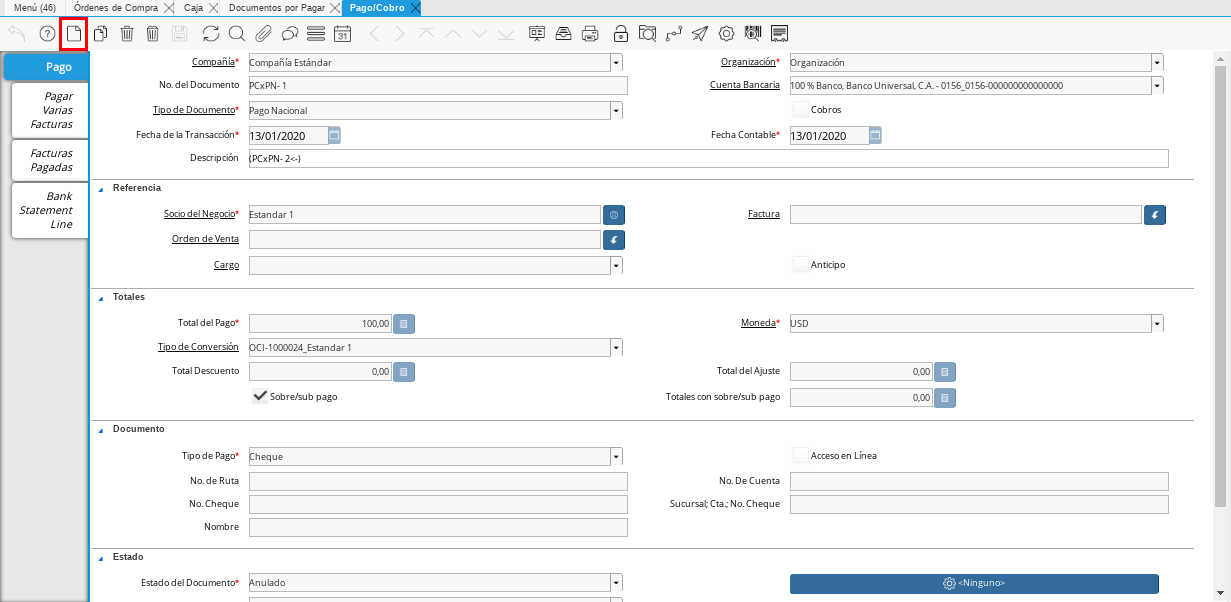 Menú (46) Órdenes de Compra Caja Documentos por Pagar Pago/Cobro
31
Pago
Pagar
Varias
Facturas
Facturas
Pagadas
Bank
Statement
Line
Compañía* Compañía Estándar Organización* Organización
No. del Documento PCxPN- 1 Cuenta Bancaria 100 % Banco, Banco Universal, C.A. - 0156_0156-000000000000000
Tipo de Documento* Pago Nacional Cobros
Fecha de la Transacción* 13/01/2020 Fecha Contable* 13/01/2020
Descripción (PCxPN- 2<-)
Referencia
Socio del Negocio* Estandar 1 Factura
Orden de Venta
Cargo Anticipo
Totales
Total del Pago* 100,00 Moneda* USD
Tipo de Conversión OCI-1000024_Estandar 1
Total Descuento 0,00 Total del Ajuste 0,00
Sobre/sub pago Totales con sobre/sub pago 0,00
Documento
Tipo de Pago* Cheque Acceso en Línea
No. de Ruta No. De Cuenta
No. Cheque Sucursal; Cta.; No. Cheque
Nombre
Estado
Estado del Documento* Anulado <Ninguno>